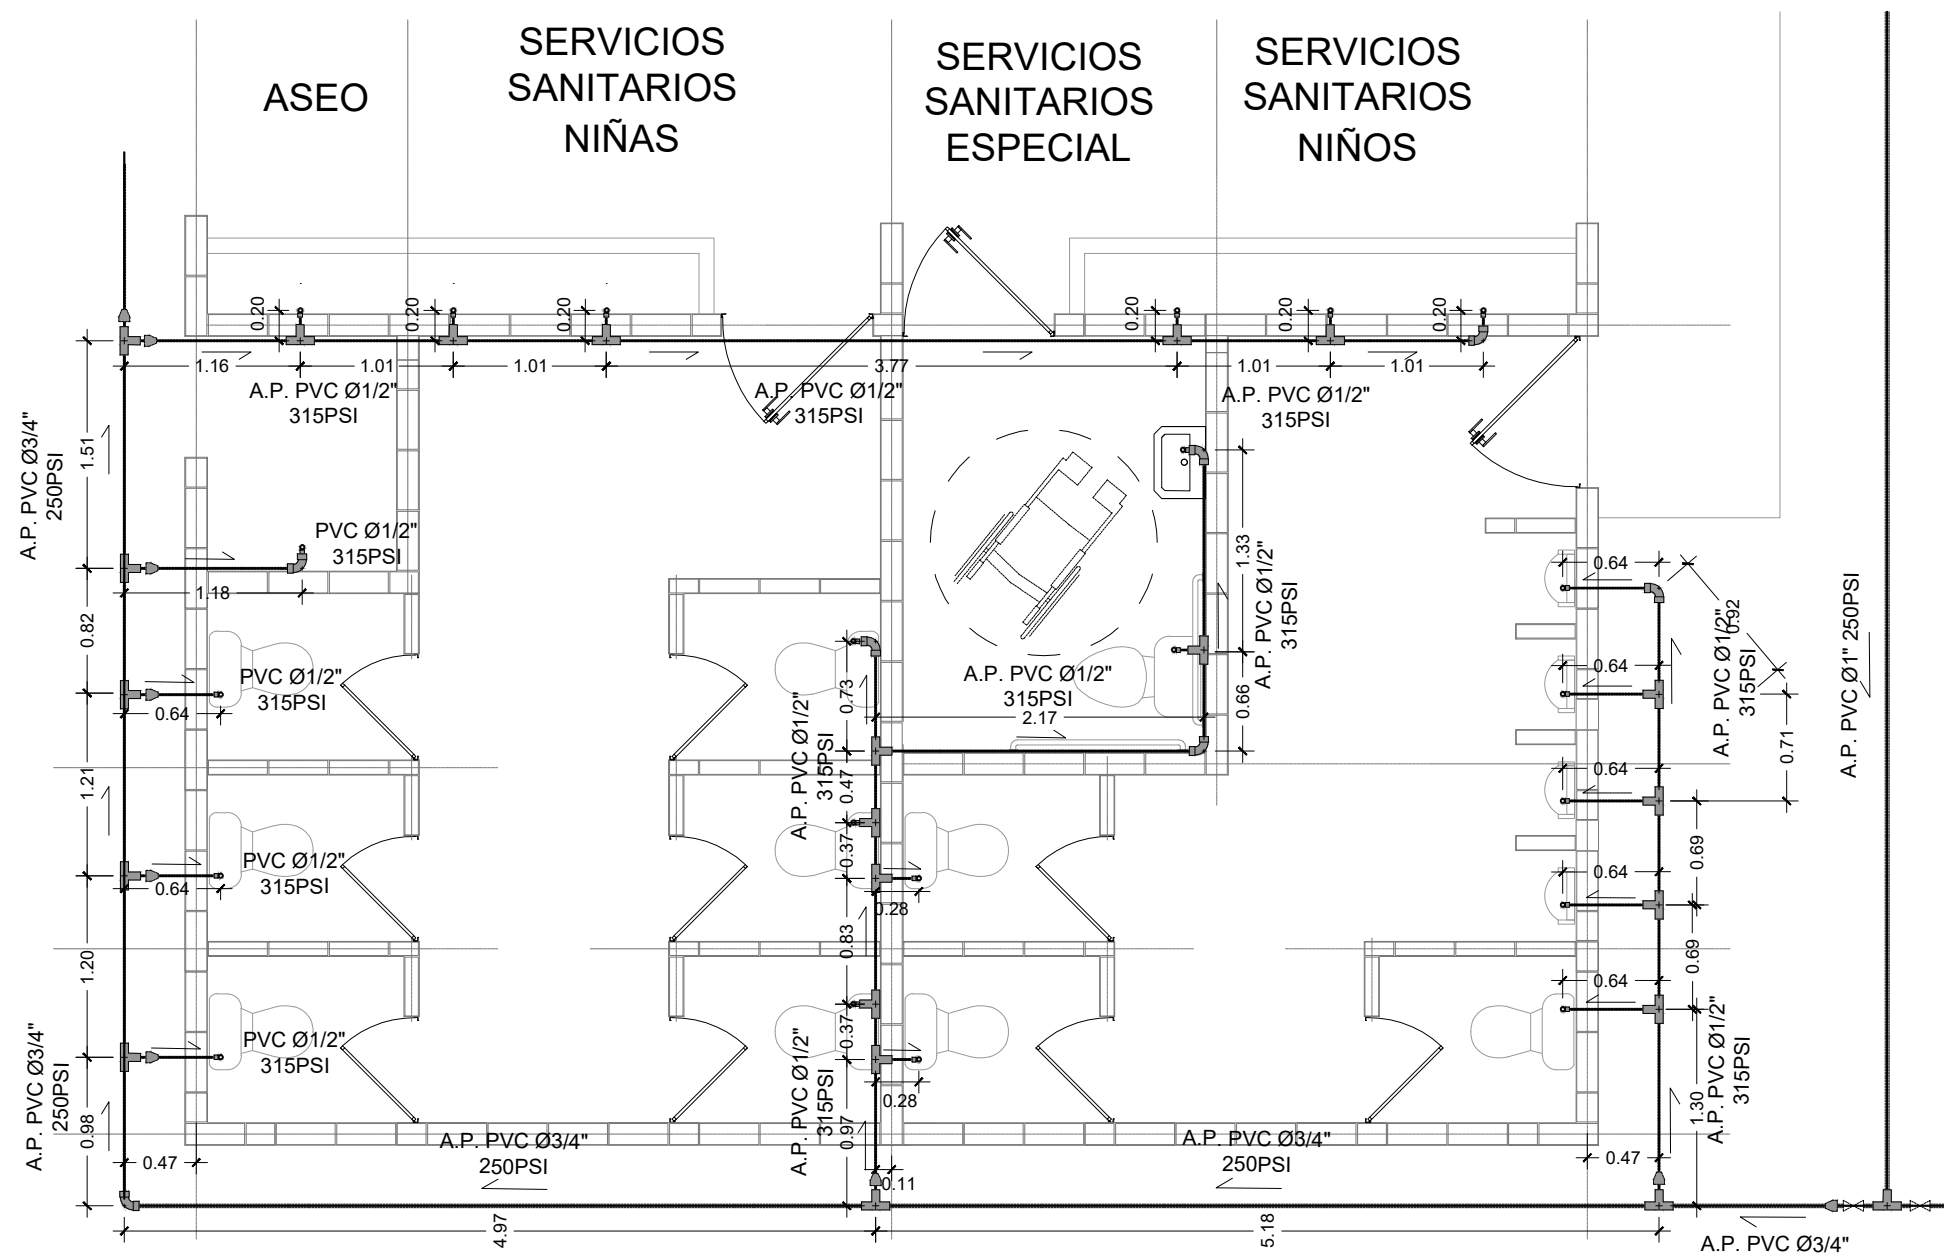 ASEO
SERVICIOS
SANITARIOS
NIÑAS
SERVICIOS
SANITARIOS
ESPECIAL
SERVICIOS
SANITARIOS
NIÑOS
0.20
0.20
0.20
0.20
0.20
0.20
1.16
1.01
1.01
3.77
1.01
1.01
A.P. PVC Ø1/2"
315PSI
A.P. PVC Ø1/2"
315PSI
A.P. PVC Ø1/2"
315PSI
A.P. PVC Ø3/4"
250PSI
1.51
PVC Ø1/2"
315PSI
1.18
0.82
PVC Ø1/2"
315PSI
0.64
1.21
PVC Ø1/2"
315PSI
0.64
1.20
PVC Ø1/2"
315PSI
A.P. PVC Ø3/4"
250PSI
0.98
0.47
A.P. PVC Ø3/4"
250PSI
4.97
A.P. PVC Ø1/2"
315PSI
0.73
0.47
0.37
0.83
0.37
0.97
A.P. PVC Ø1/2"
315PSI
0.28
0.28
0.11
A.P. PVC Ø1/2"
315PSI
2.17
1.33
0.66
A.P. PVC Ø1/2"
315PSI
0.64
0.64
0.64
0.64
0.64
0.92
A.P. PVC Ø1/2"
315PSI
0.71
0.69
0.69
1.30
A.P. PVC Ø1/2"
315PSI
A.P. PVC Ø1" 250PSI
A.P. PVC Ø3/4"
250PSI
0.47
5.18
A.P. PVC Ø3/4"